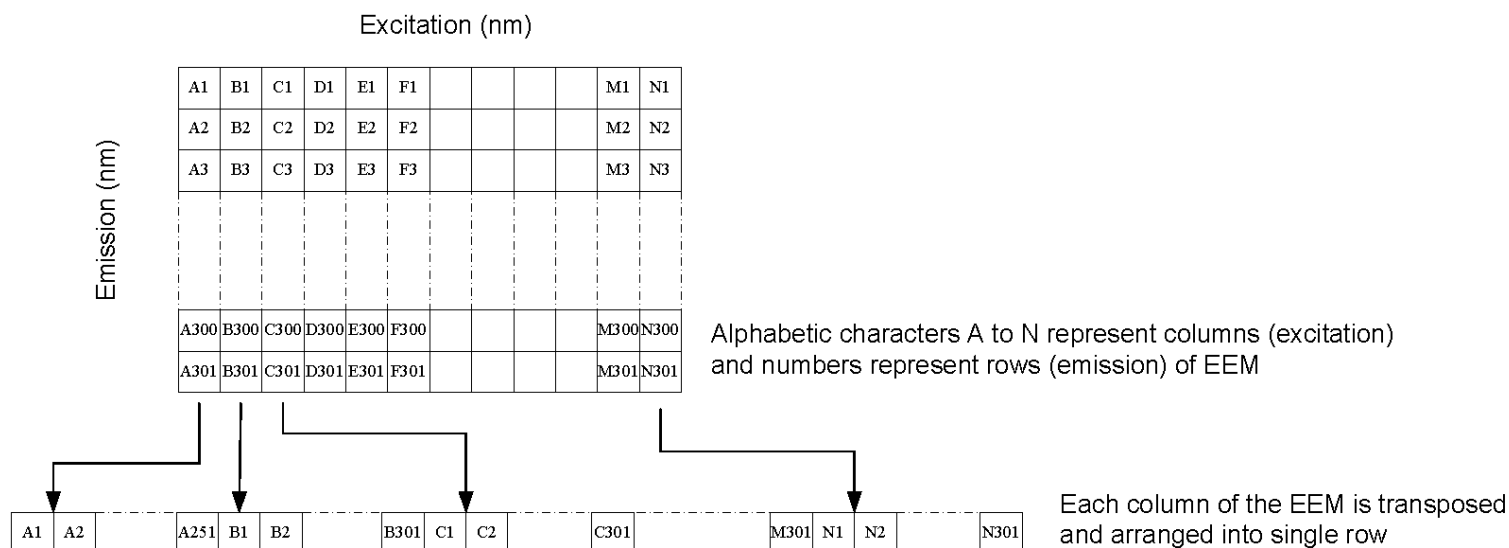 Excitation (nm)
A1 B1 C1 D1 E1 F1 M1 N1
A2 B2 C2 D2 E2 F2 M2 N2
A3 B3 C3 D3 E3 F3 M3 N3
Emission (nm)
A300 B300 C300 D300 E300 F300 M300 N300
A301 B301 C301 D301 E301 F301 M301 N301
Alphabetic characters A to N represent columns (excitation)
and numbers represent rows (emission) of EEM
A1 A2 A251 B1 B2 B301 C1 C2 C301 M301 N1 N2 N301
Each column of the EEM is transposed
and arranged into single row